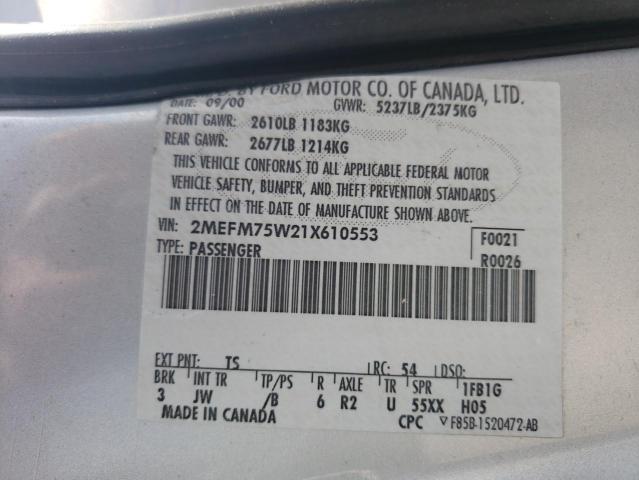 BY FORD MOTOR CO. OF CANADA, LTD.
DATE: 09/00 GVWR: 5237LB/2375KG
FRONT GAWR: 2610LB 1183KG
REAR GAWR: 2677LB 1214KG
THIS VEHICLE CONFORMS TO ALL APPLICABLE FEDERAL MOTOR
VEHICLE SAFETY, BUMPER, AND THEFT PREVENTION STANDARDS
IN EFFECT ON THE DATE OF MANUFACTURE SHOWN ABOVE.
VIN: 2MEFM75W21X610553 F0021
TYPE: PASSENGER R0026
EXT PNT: TS RC: 54 DSO:
BRK INT TR TP/PS R AXLE TR SPR 1FB1G
3 JW /B 6 R2 U 55XX H05
MADE IN CANADA CPC ▽F85B-1520472-AB